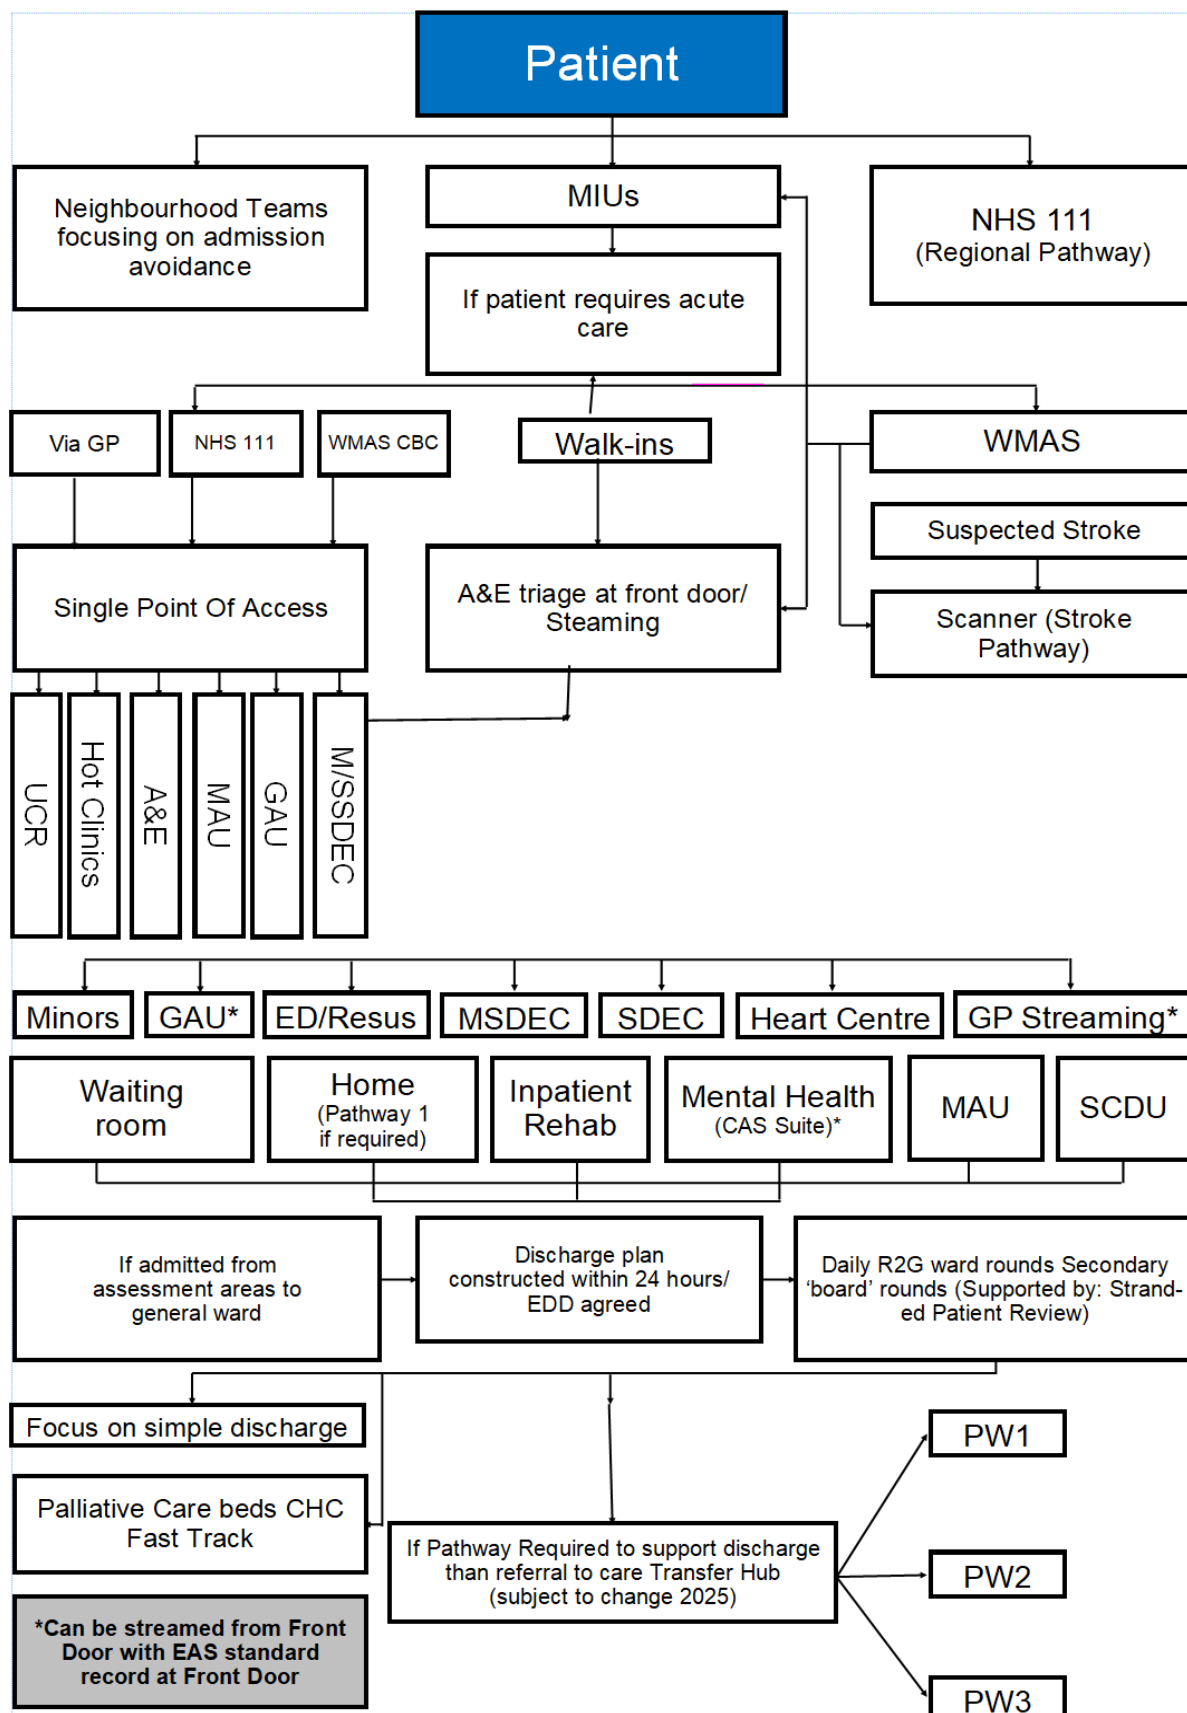 Patient
Neighbourhood Teams
focusing on admission
avoidance
MIUs
NHS 111
(Regional Pathway)
If patient requires acute
care
Via GP
NHS 111
WMAS CBC
Walk-ins
WMAS
Suspected Stroke
Single Point Of Access
A&E triage at front door/
Steaming
Scanner (Stroke
Pathway)
UCR
Hot Clinics
A&E
MAU
GAU
M/SSDEC
Minors
GAU*
ED/Resus
MSDEC
SDEC
Heart Centre
GP Streaming*
Waiting
room
Home
(Pathway 1
if required)
Inpatient
Rehab
Mental Health
(CAS Suite)*
MAU
SCDU
If admitted from
assessment areas to
general ward
Discharge plan
constructed within 24 hours/
EDD agreed
Daily R2G ward rounds Secondary
‘board’ rounds (Supported by: Strand-
ed Patient Review)
Focus on simple discharge
Palliative Care beds CHC
Fast Track
If Pathway Required to support discharge
than referral to care Transfer Hub
(subject to change 2025)
PW1
PW2
PW3
*Can be streamed from Front
Door with EAS standard
record at Front Door